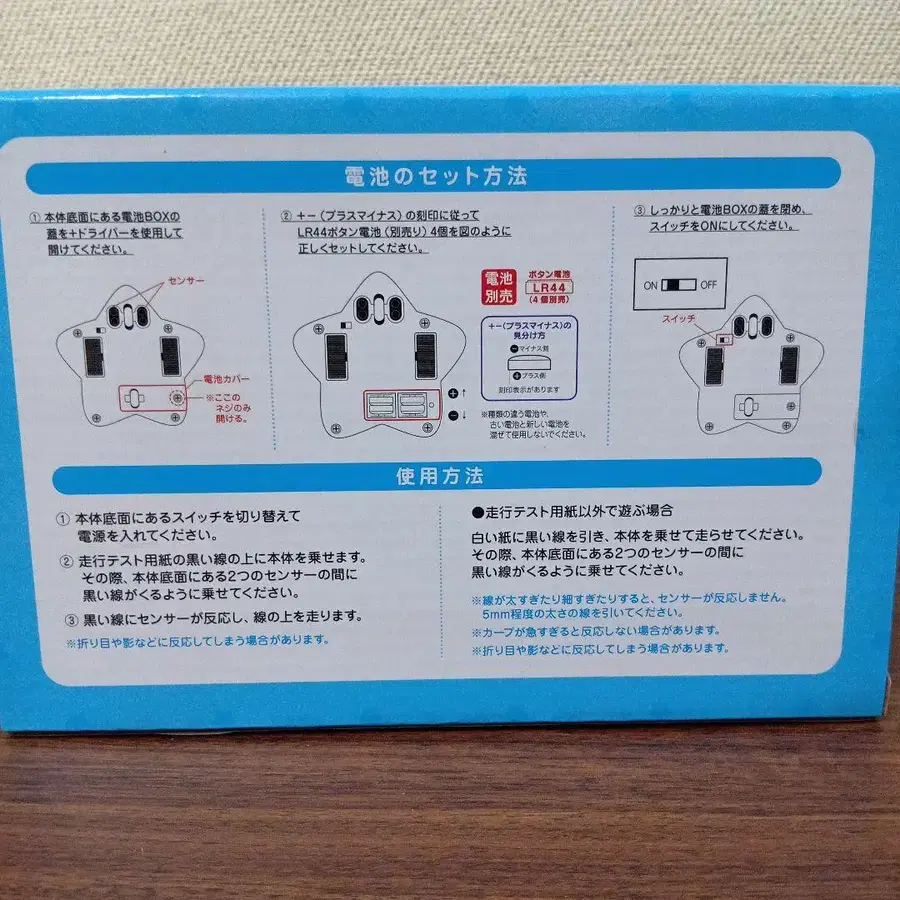 電池のセット方法
① 本体底面にある電池BOXの
蓋を+ドライバーを使用して
開けてください。
センサー
電池カバー
※ここの
ネジのみ
開ける。
② +−(プラスマイナス)の刻印に従って
LR44ボタン電池(別売り)4個を図のように
正しくセットしてください。
電池
別売
ボタン電池
LR44
(4個別売)
+−(プラスマイナス)の
見分け方
−マイナス側
+プラス側
刻印表示があります
+↑
−↓
※種類の違う電池や、
古い電池と新しい電池を
混ぜて使用しないでください。
③ しっかりと電池BOXの蓋を閉め、
スイッチをONにしてください。
ON OFF
スイッチ
使用方法
① 本体底面にあるスイッチを切り替えて
電源を入れてください。
② 走行テスト用紙の黒い線の上に本体を乗せます。
その際、本体底面にある2つのセンサーの間に
黒い線がくるように乗せてください。
③ 黒い線にセンサーが反応し、線の上を走ります。
※折り目や影などに反応してしまう場合があります。
●走行テスト用紙以外で遊ぶ場合
白い紙に黒い線を引き、本体を乗せて走らせてください。
その際、本体底面にある2つのセンサーの間に
黒い線がくるように乗せてください。
※線が太すぎたり細すぎたりすると、センサーが反応しません。
5mm程度の太さの線を引いてください。
※カーブが急すぎると反応しない場合があります。
※折り目や影などに反応してしまう場合があります。